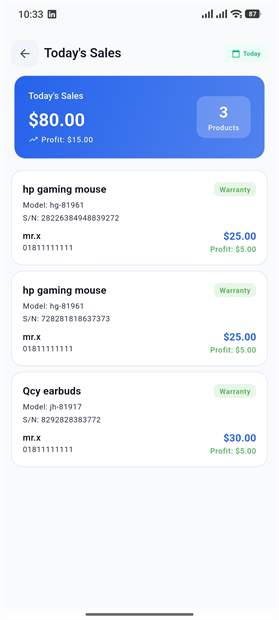 10:33
87
Today's Sales
Today
Today's Sales
$80.00
Profit: $15.00
3
Products
hp gaming mouse
Warranty
Model: hg-81961
S/N: 28226384948839272
mr.x
$25.00
01811111111
Profit: $5.00
hp gaming mouse
Warranty
Model: hg-81961
S/N: 728281818637373
mr.x
$25.00
01811111111
Profit: $5.00
Qcy earbuds
Warranty
Model: jh-81917
S/N: 8292828383772
mr.x
$30.00
01811111111
Profit: $5.00